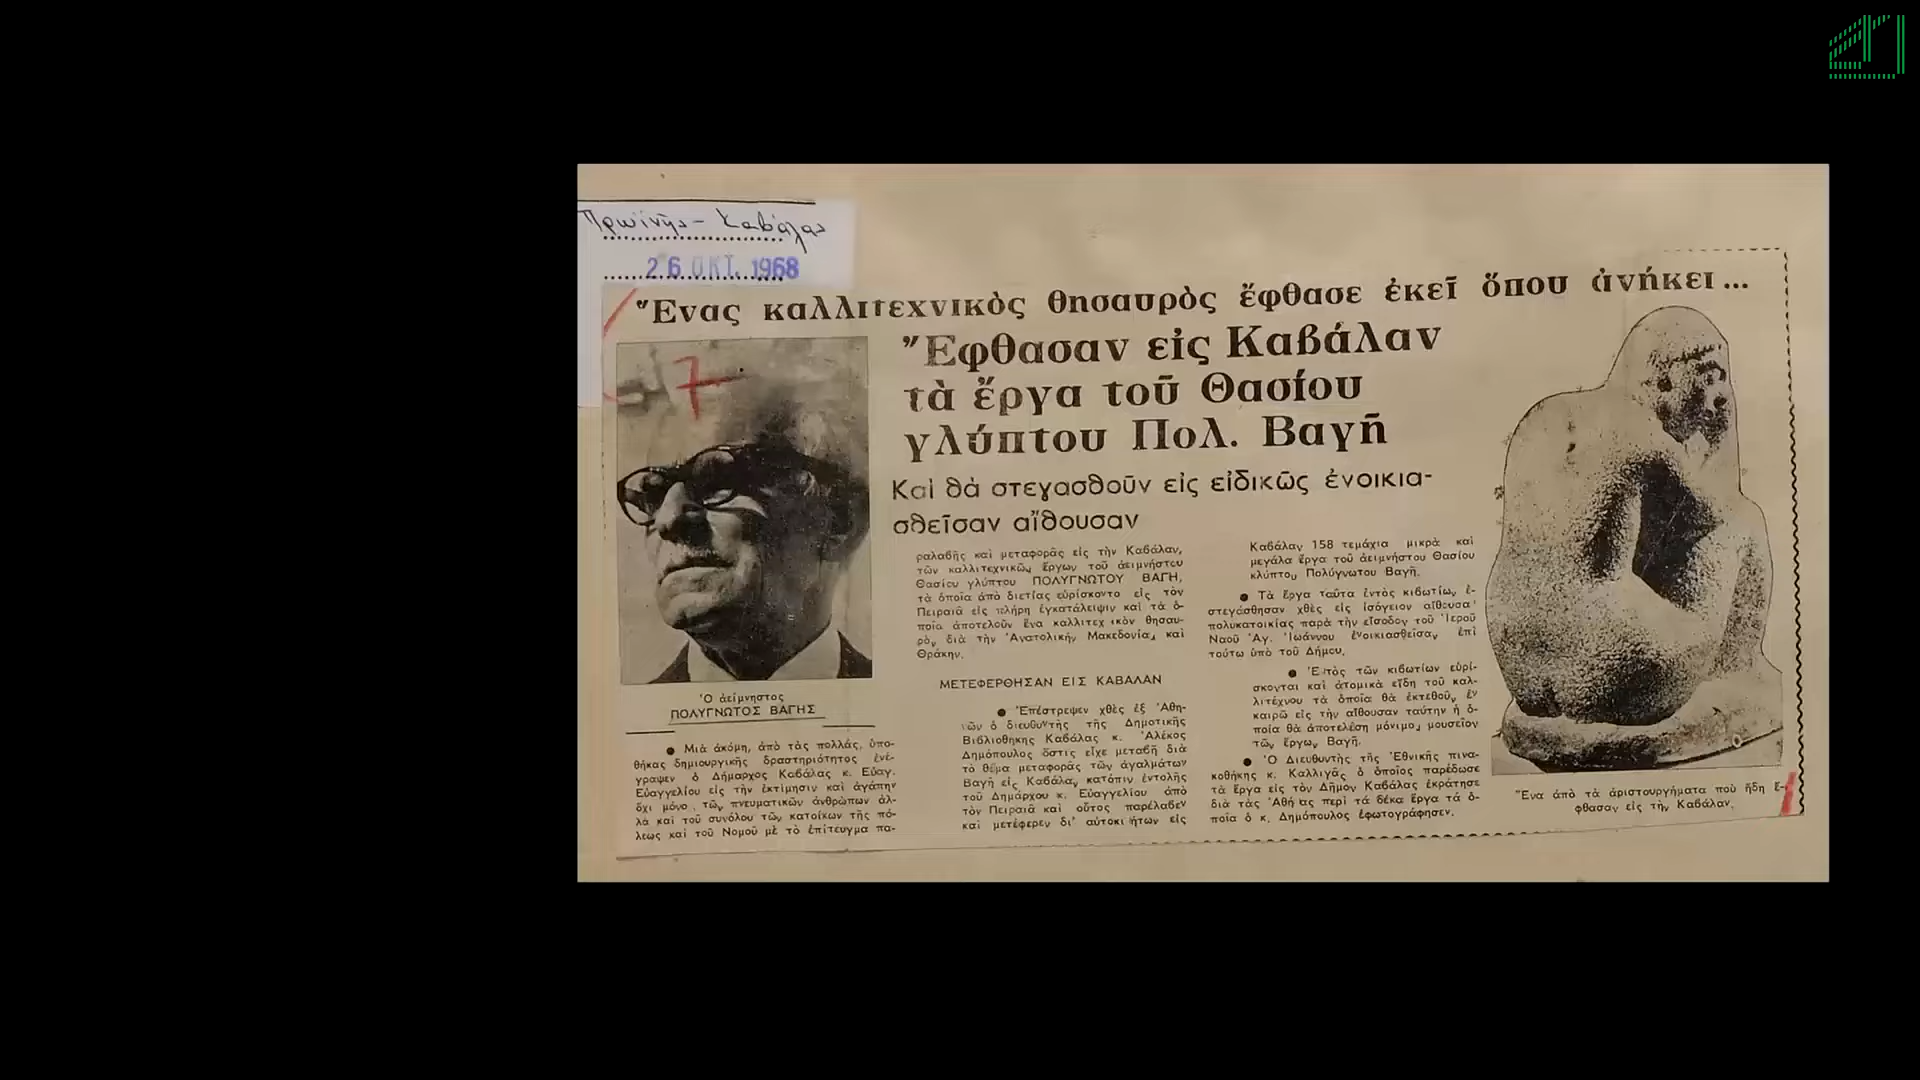 Πρωϊνῆς - Καβάλας
26 ΟΚΤ. 1968
Ἕνας καλλιτεχνικὸς θησαυρὸς ἔφθασε ἐκεῖ ὅπου ἀνήκει...
7
Ἔφθασαν εἰς Καβάλαν
τὰ ἔργα τοῦ Θασίου
γλύπτου Πολ. Βαγῆ
Καὶ θὰ στεγασθοῦν εἰς εἰδικῶς ἐνοικια-
σθεῖσαν αἴθουσαν
Ὁ ἀείμνηστος
ΠΟΛΥΓΝΩΤΟΣ ΒΑΓΗΣ
● Μιὰ ἀκόμη, ἀπὸ τὰς πολλάς, ὑπο-
θήκας δημιουργικῆς δραστηριότητος ἐνέ-
γραψεν ὁ Δήμαρχος Καβάλας κ. Εὐαγ.
Εὐαγγελίου εἰς τὴν ἐκτίμησιν καὶ ἀγάπην
ὄχι μόνο, τῶν πνευματικῶν ἀνθρώπων ἀλ-
λὰ καὶ τοῦ συνόλου τῶν κατοίκων τῆς πό-
λεως καὶ τοῦ Νομοῦ μὲ τὸ ἐπίτευγμα πα-
ραλαβῆς καὶ μεταφορᾶς εἰς τὴν Καβάλαν,
τῶν καλλιτεχνικῶν ἔργων τοῦ ἀειμνήστου
Θασίου γλύπτου ΠΟΛΥΓΝΩΤΟΥ ΒΑΓΗ,
τὰ ὁποῖα ἀπὸ διετίας εὑρίσκοντο εἰς τὸν
Πειραιᾶ εἰς πλήρη ἐγκατάλειψιν καὶ τὰ ὁ-
ποῖα ἀποτελοῦν ἕνα καλλιτεχνικὸν θησαυ-
ρὸν διὰ τὴν Ἀνατολικὴν Μακεδονίαν καὶ
Θράκην.
ΜΕΤΕΦΕΡΘΗΣΑΝ ΕΙΣ ΚΑΒΑΛΑΝ
● Ἐπέστρεψεν χθὲς ἐξ Ἀθη-
νῶν ὁ διευθυντὴς τῆς Δημοτικῆς
Βιβλιοθήκης Καβάλας κ. Ἀλέκος
Δημόπουλος ὅστις εἶχε μεταβῆ διὰ
τὸ θέμα μεταφορᾶς τῶν ἀγαλμάτων
Βαγῆ εἰς Καβάλαν κατόπιν ἐντολῆς
τοῦ Δημάρχου κ. Εὐαγγελίου ἀπὸ
τὸν Πειραιᾶ καὶ οὗτος παρέλαβεν
καὶ μετέφερεν δι' αὐτοκινήτων εἰς
Καβάλαν 158 τεμάχια μικρὰ καὶ
μεγάλα ἔργα τοῦ ἀειμνήστου Θασίου
γλύπτου Πολύγνωτου Βαγῆ.
● Τὰ ἔργα ταῦτα ἐντὸς κιβωτίων ἐ-
στεγάσθησαν χθὲς εἰς ἰσόγειον αἴθουσα
πολυκατοικίας παρὰ τὴν εἴσοδον τοῦ Ἱεροῦ
Ναοῦ Ἁγ. Ἰωάννου ἐνοικιασθεῖσαν ἐπὶ
τούτω ὑπὸ τοῦ Δήμου.
● Ἐντὸς τῶν κιβωτίων εὑρί-
σκονται καὶ ἀτομικὰ εἴδη τοῦ καλ-
λιτέχνου τὰ ὁποῖα θὰ ἐκτεθοῦν ἐν
καιρῶ εἰς τὴν αἴθουσαν ταύτην ἡ ὁ-
ποία θὰ ἀποτελέση μόνιμον μουσεῖον
τῶν ἔργων Βαγῆ.
● Ὁ Διευθυντὴς τῆς Ἐθνικῆς πινα-
κοθήκης κ. Καλλιγᾶς ὁ ὁποῖος παρέδωσε
τὰ ἔργα εἰς τὸν Δῆμον Καβάλας ἐκράτησε
διὰ τὰς Ἀθήνας περὶ τὰ δέκα ἔργα τὰ ὁ-
ποῖα ὁ κ. Δημόπουλος ἐφωτογράφησεν.
Ἕνα ἀπὸ τὰ ἀριστουργήματα ποὺ ἤδη ἔ-
φθασαν εἰς τὴν Καβάλαν.